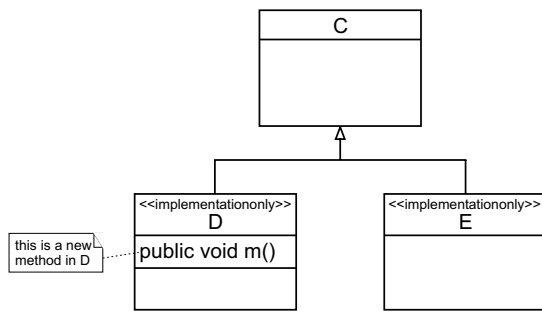 C
<<implementationonly>>
D
public void m()
<<implementationonly>>
E
this is a new
method in D